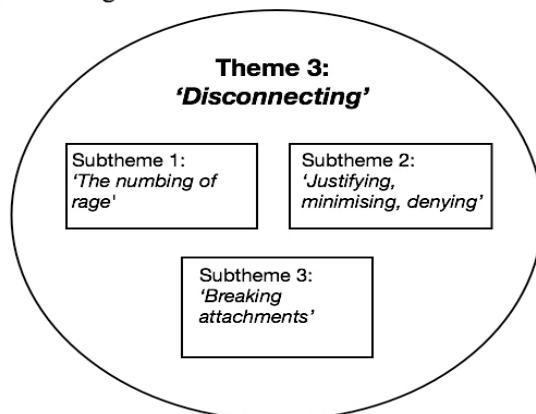 Theme 3:
‘Disconnecting’
Subtheme 1:
‘The numbing of
rage'
Subtheme 2:
‘Justifying,
minimising, denying’
Subtheme 3:
‘Breaking
attachments’